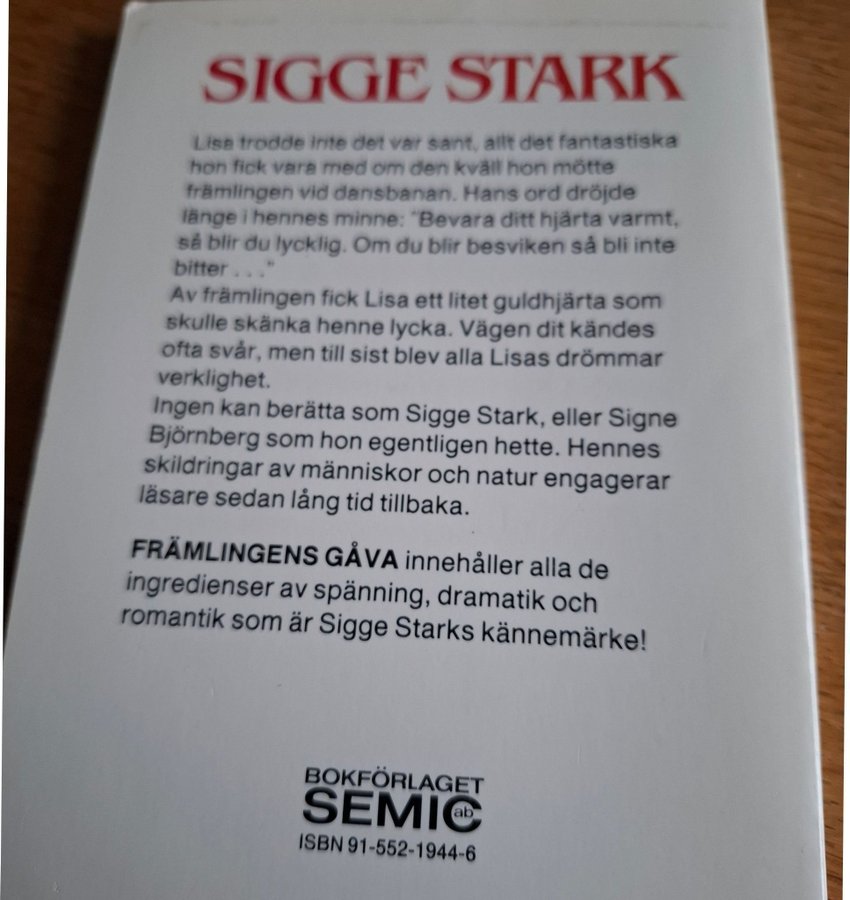 SIGGE STARK
Lisa trodde inte det var sant, allt det fantastiska
hon fick vara med om den kväll hon mötte
främlingen vid dansbanan. Hans ord dröjde
länge i hennes minne: "Bevara ditt hjärta varmt,
så blir du lycklig. Om du blir besviken så bli inte
bitter . . ."
Av främlingen fick Lisa ett litet guldhjärta som
skulle skänka henne lycka. Vägen dit kändes
ofta svår, men till sist blev alla Lisas drömmar
verklighet.
Ingen kan berätta som Sigge Stark, eller Signe
Björnberg som hon egentligen hette. Hennes
skildringar av människor och natur engagerar
läsare sedan lång tid tillbaka.
FRÄMLINGENS GÅVA innehåller alla de
ingredienser av spänning, dramatik och
romantik som är Sigge Starks kännemärke!
BOKFÖRLAGET
SEMIC ab
ISBN 91-552-1944-6